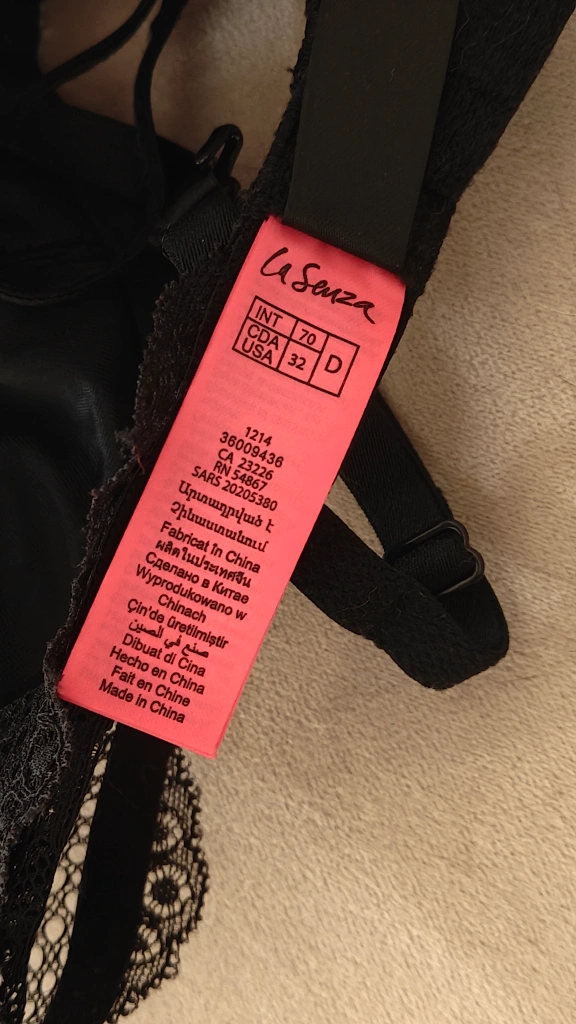 La Senza
INT 70 D
CDA USA 32
1214
36009436
CA 23226
RN 54867
SARS 20205380
Արտադրված է
Չինաստանում
Fabricat în China
ผลิตในประเทศจีน
Сделано в Китае
Wyprodukowano w
Chinach
Çin'de üretilmiştir
صنع في الصين
Dibuat di Cina
Hecho en China
Fait en Chine
Made in China